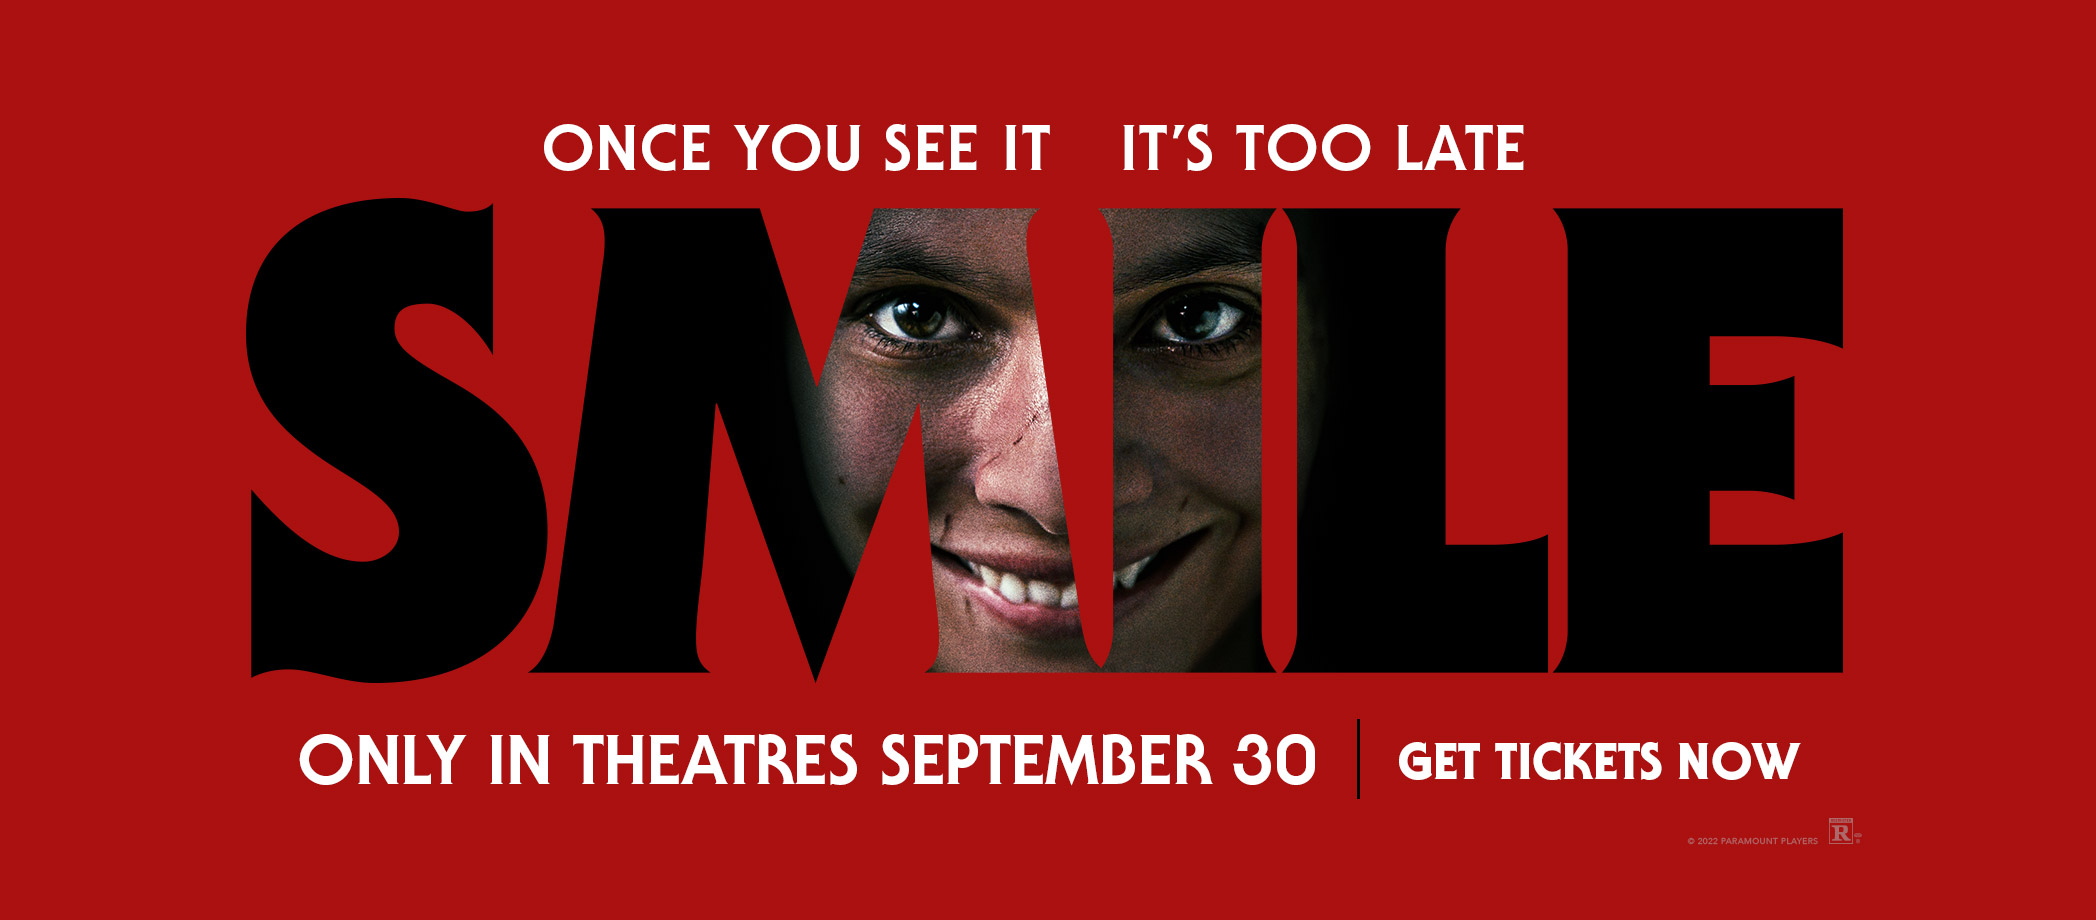 ONCE YOU SEE IT IT'S TOO LATE
SMILE
ONLY IN THEATRES SEPTEMBER 30 | GET TICKETS NOW
© 2022 PARAMOUNT PLAYERS R